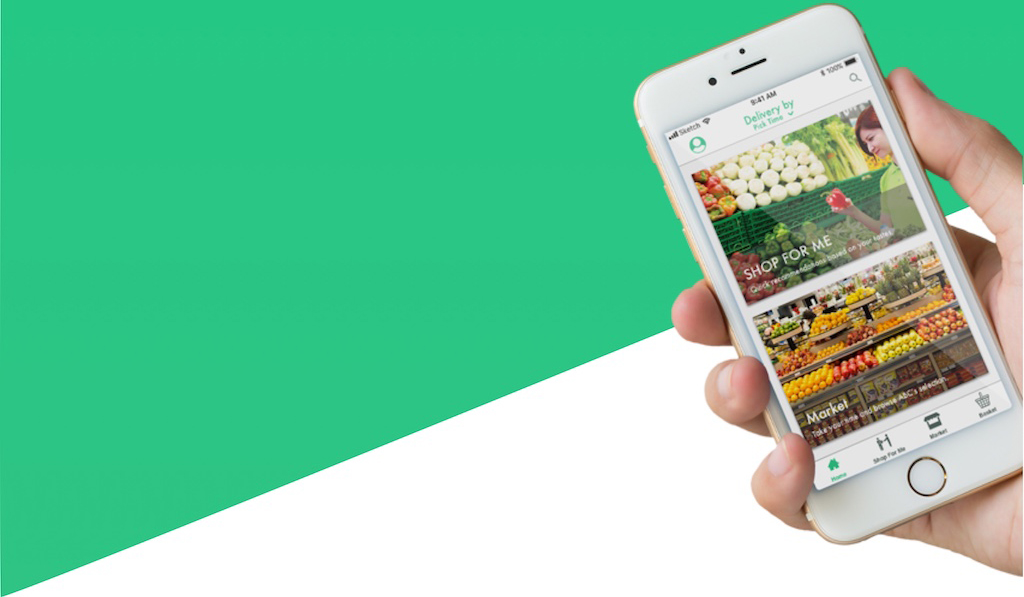 Sketch
9:41 AM
100%
Delivery by
Pick Time
SHOP FOR ME
Quick recommendations based on your tastes.
Market
Take your time and browse ABC's selection.
Home
Shop For Me
Market
Basket